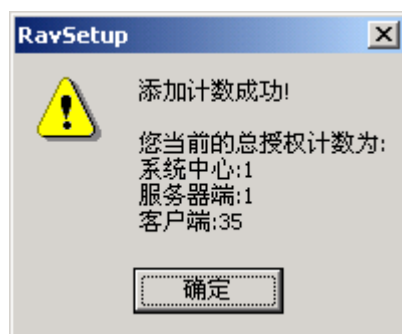 RavSetup
添加计数成功!
您当前的总授权计数为:
系统中心:1
服务器端:1
客户端:35
确定